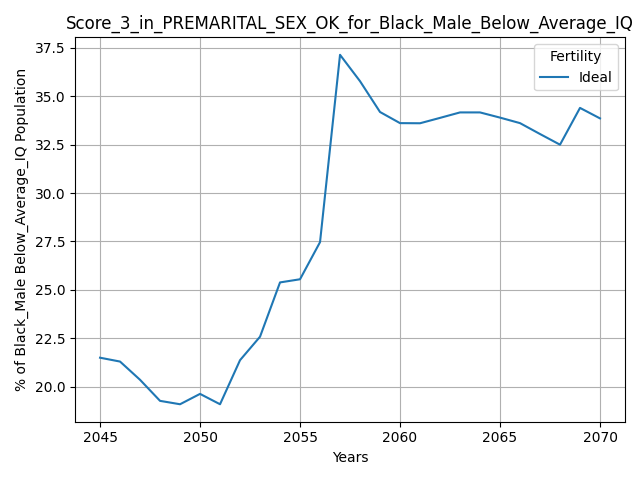 Score_3_in_PREMARITAL_SEX_OK_for_Black_Male_Below_Average_IQ
% of Black_Male Below_Average_IQ Population
37.5
35.0
32.5
30.0
27.5
25.0
22.5
20.0
Fertility
Ideal
2045
2050
2055
2060
2065
2070
Years